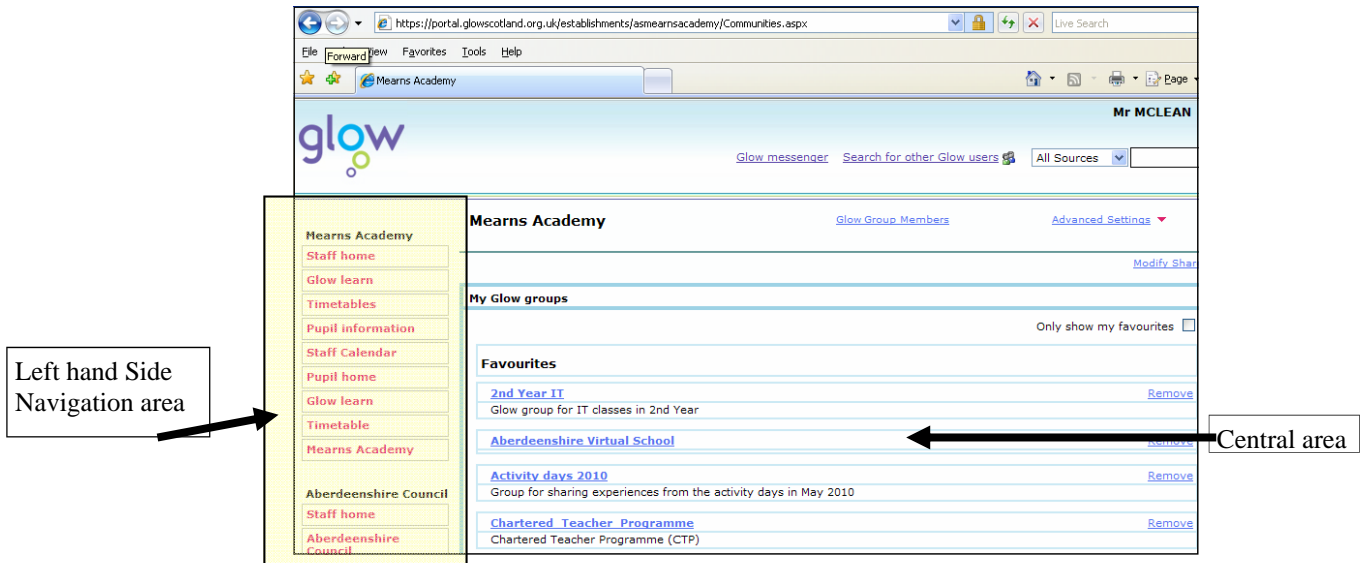 https://portal.glowscotland.org.uk/establishments/asmearnsacademy/Communities.aspx
Live Search
File View Favorites Tools Help
Forward
Mearns Academy
Page
glow
Mr MCLEAN
Glow messenger Search for other Glow users All Sources
Mearns Academy
Staff home
Glow learn
Timetables
Pupil information
Staff Calendar
Pupil home
Glow learn
Timetable
Mearns Academy
Aberdeenshire Council
Staff home
Aberdeenshire
Council
Mearns Academy Glow Group Members Advanced Settings
Modify Shar
My Glow groups
Only show my favourites
Favourites
2nd Year IT Remove
Glow group for IT classes in 2nd Year
Aberdeenshire Virtual School Remove
Activity days 2010 Remove
Group for sharing experiences from the activity days in May 2010
Chartered Teacher Programme Remove
Chartered Teacher Programme (CTP)
Left hand Side
Navigation area
Central area